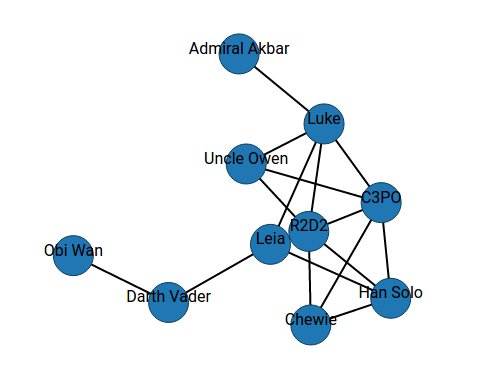 Admiral Akbar
Luke
Uncle Owen
C3PO
R2D2
Leia
Obi Wan
Darth Vader
Han Solo
Chewie